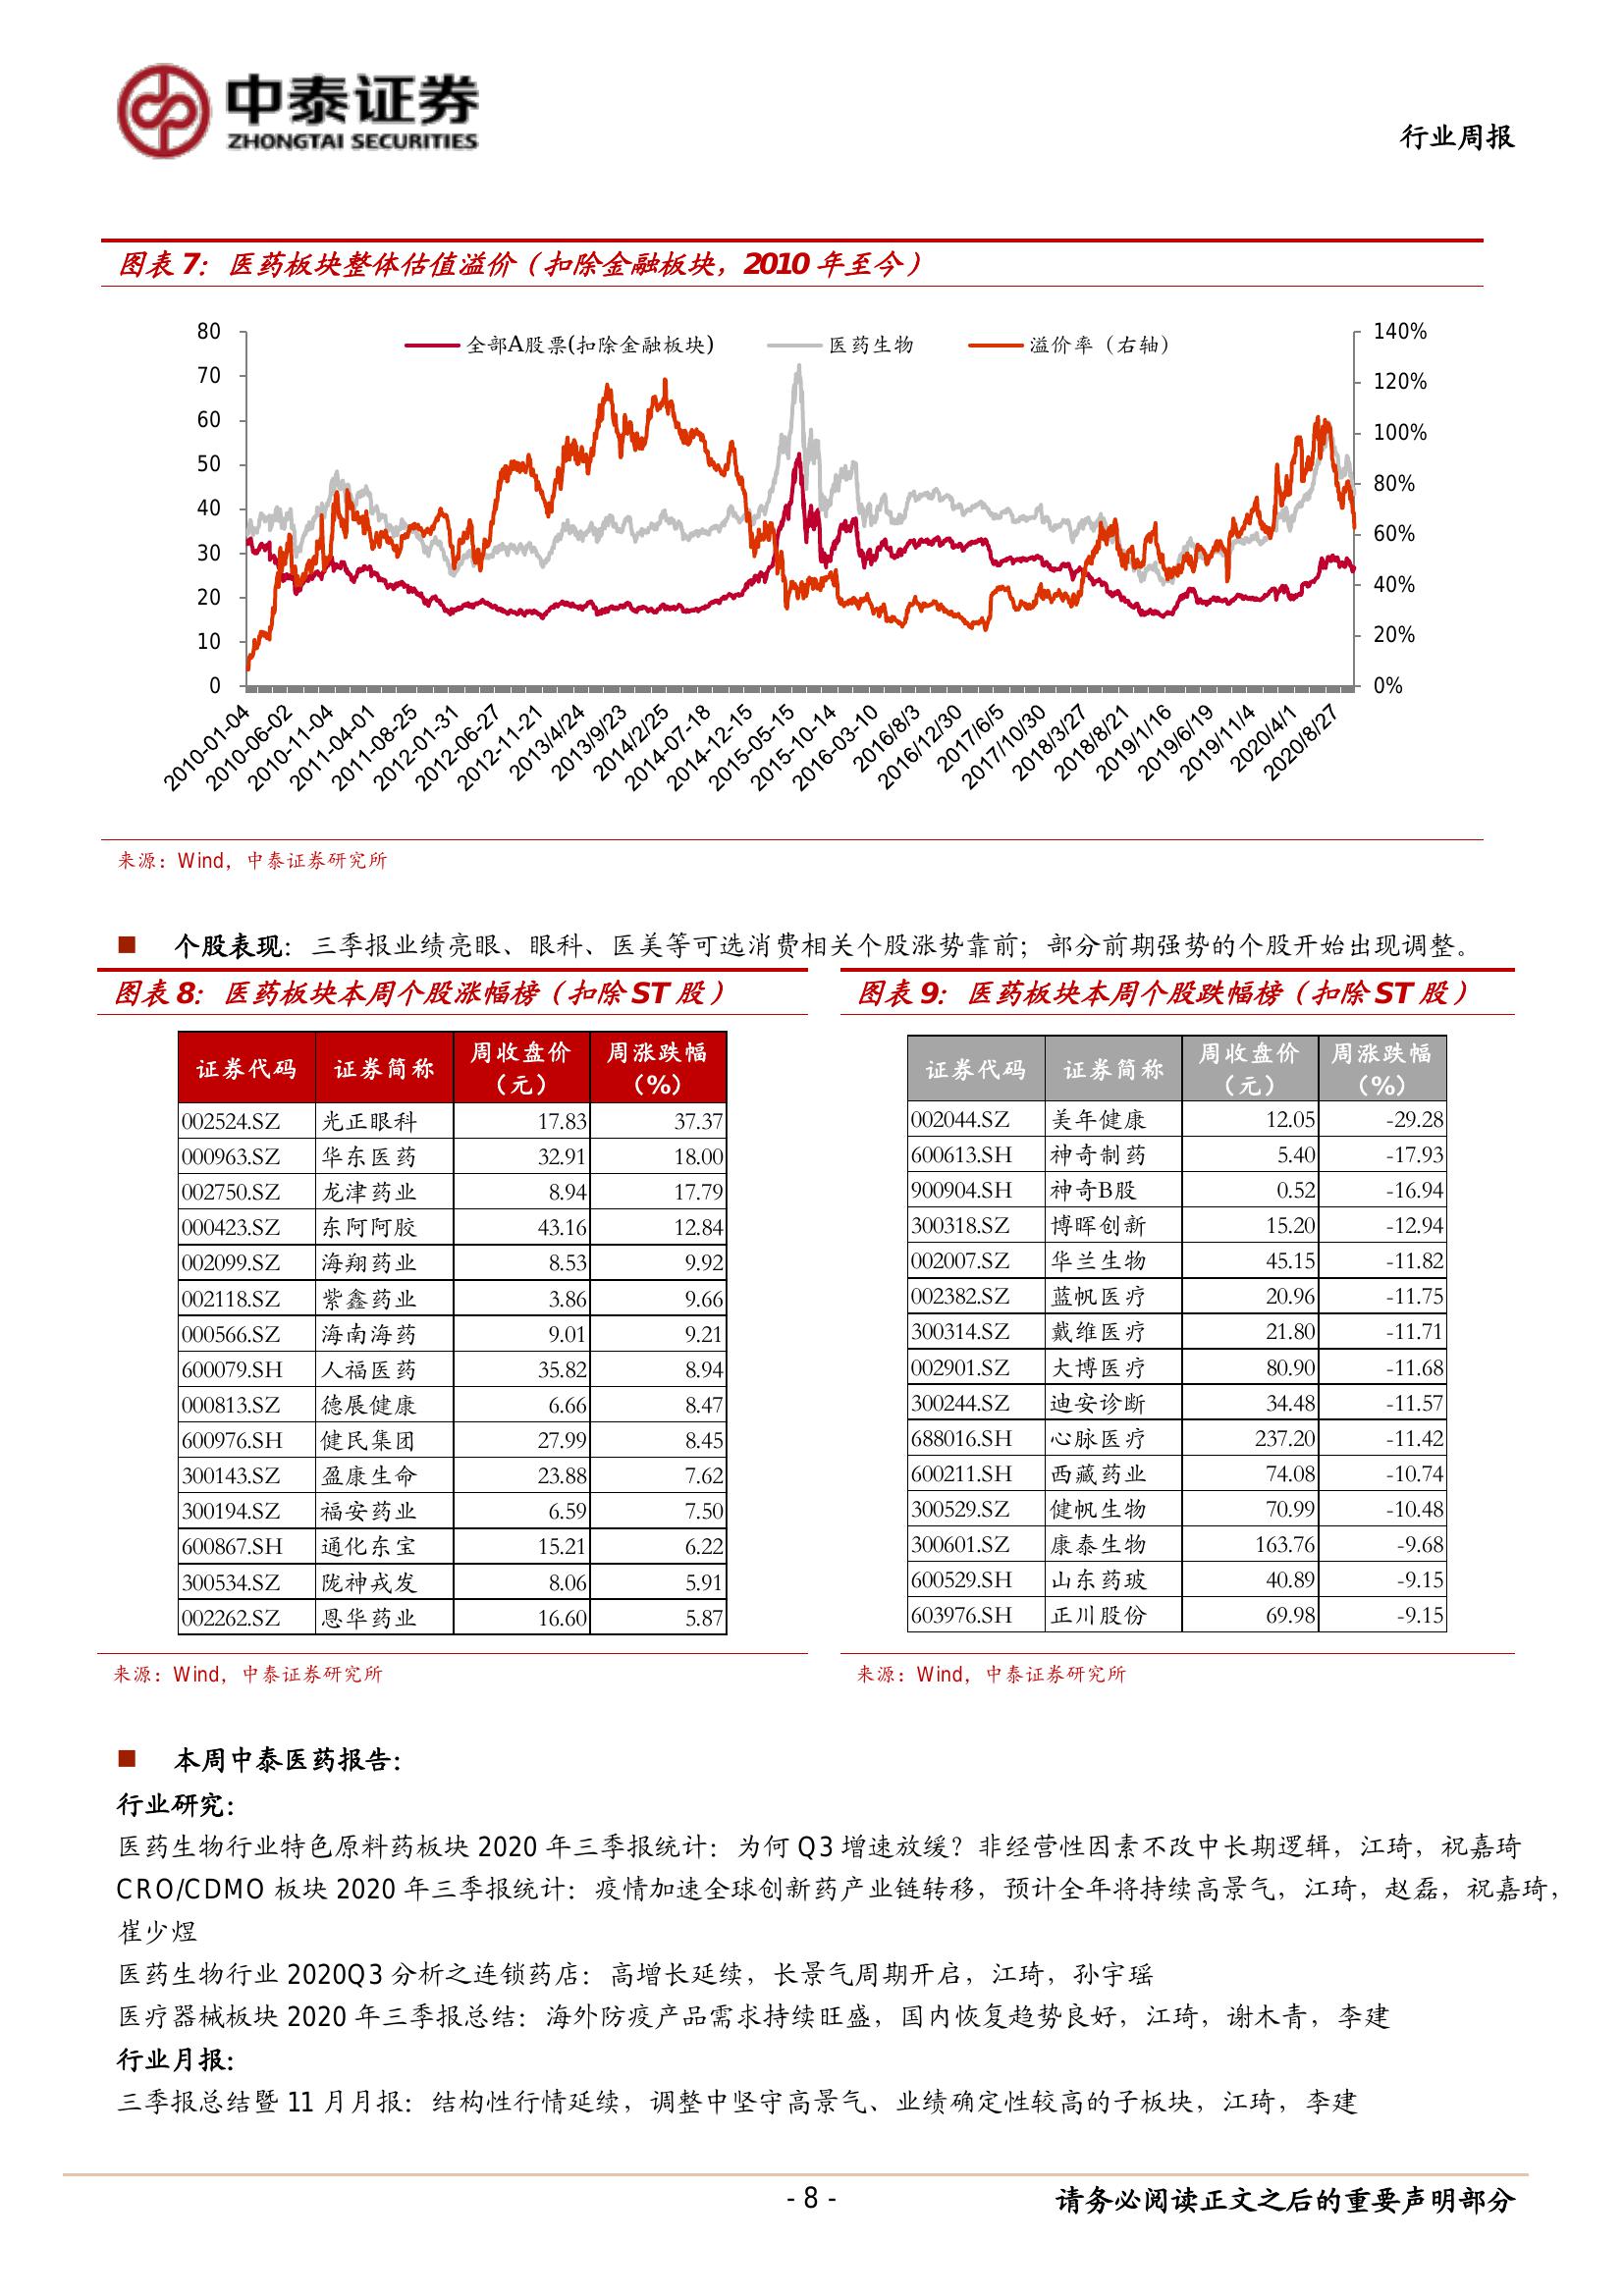 中泰证券
ZHONGTAI SECURITIES
行业周报
图表 7：医药板块整体估值溢价（扣除金融板块，2010 年至今）
全部A股票(扣除金融板块) 医药生物 溢价率（右轴）
80 140%
70 120%
60 100%
50 80%
40 60%
30 40%
20 20%
10 0%
0
2010-01-04 2010-06-02 2010-11-04 2011-04-01 2011-08-25 2012-01-31 2012-06-27 2012-11-21 2013/4/24 2013/9/23 2014/2/25 2014-07-18 2014-12-15 2015-05-15 2015-10-14 2016-03-10 2016/8/3 2016/12/30 2017/6/5 2017/10/30 2018/3/27 2018/8/21 2019/1/16 2019/6/19 2019/11/4 2020/4/1 2020/8/27
来源：Wind，中泰证券研究所
■ 个股表现：三季报业绩亮眼、眼科、医美等可选消费相关个股涨势靠前；部分前期强势的个股开始出现调整。
图表 8：医药板块本周个股涨幅榜（扣除 ST 股）
证券代码 证券简称 周收盘价（元） 周涨跌幅（%）
002524.SZ 光正眼科 17.83 37.37
000963.SZ 华东医药 32.91 18.00
002750.SZ 龙津药业 8.94 17.79
000423.SZ 东阿阿胶 43.16 12.84
002099.SZ 海翔药业 8.53 9.92
002118.SZ 紫鑫药业 3.86 9.66
000566.SZ 海南海药 9.01 9.21
600079.SH 人福医药 35.82 8.94
000813.SZ 德展健康 6.66 8.47
600976.SH 健民集团 27.99 8.45
300143.SZ 盈康生命 23.88 7.62
300194.SZ 福安药业 6.59 7.50
600867.SH 通化东宝 15.21 6.22
300534.SZ 陇神戎发 8.06 5.91
002262.SZ 恩华药业 16.60 5.87
来源：Wind，中泰证券研究所
图表 9：医药板块本周个股跌幅榜（扣除 ST 股）
证券代码 证券简称 周收盘价（元） 周涨跌幅（%）
002044.SZ 美年健康 12.05 -29.28
600613.SH 神奇制药 5.40 -17.93
900904.SH 神奇B股 0.52 -16.94
300318.SZ 博晖创新 15.20 -12.94
002007.SZ 华兰生物 45.15 -11.82
002382.SZ 蓝帆医疗 20.96 -11.75
300314.SZ 戴维医疗 21.80 -11.71
002901.SZ 大博医疗 80.90 -11.68
300244.SZ 迪安诊断 34.48 -11.57
688016.SH 心脉医疗 237.20 -11.42
600211.SH 西藏药业 74.08 -10.74
300529.SZ 健帆生物 70.99 -10.48
300601.SZ 康泰生物 163.76 -9.68
600529.SH 山东药玻 40.89 -9.15
603976.SH 正川股份 69.98 -9.15
来源：Wind，中泰证券研究所
■ 本周中泰医药报告：
行业研究：
医药生物行业特色原料药板块 2020 年三季报统计：为何 Q3 增速放缓？非经营性因素不改中长期逻辑，江琦，祝嘉琦
CRO/CDMO 板块 2020 年三季报统计：疫情加速全球创新药产业链转移，预计全年将持续高景气，江琦，赵磊，祝嘉琦，
崔少煜
医药生物行业 2020Q3 分析之连锁药店：高增长延续，长景气周期开启，江琦，孙宇瑶
医疗器械板块 2020 年三季报总结：海外防疫产品需求持续旺盛，国内恢复趋势良好，江琦，谢木青，李建
行业月报：
三季报总结暨 11 月月报：结构性行情延续，调整中坚守高景气、业绩确定性较高的子板块，江琦，李建
- 8 -
请务必阅读正文之后的重要声明部分